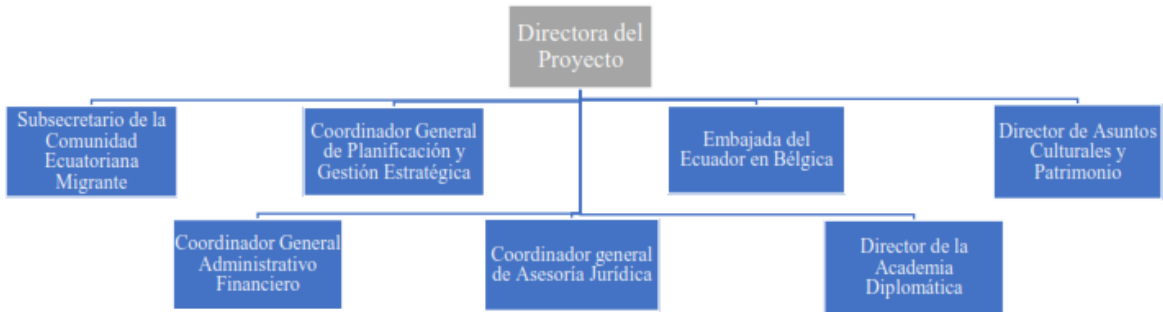 Directora del
Proyecto
Subsecretario de la
Comunidad
Ecuatoriana
Migrante
Coordinador General
de Planificación y
Gestión Estratégica
Embajada del
Ecuador en Bélgica
Director de Asuntos
Culturales y
Patrimonio
Coordinador General
Administrativo
Financiero
Coordinador general
de Asesoría Jurídica
Director de la
Academia
Diplomática